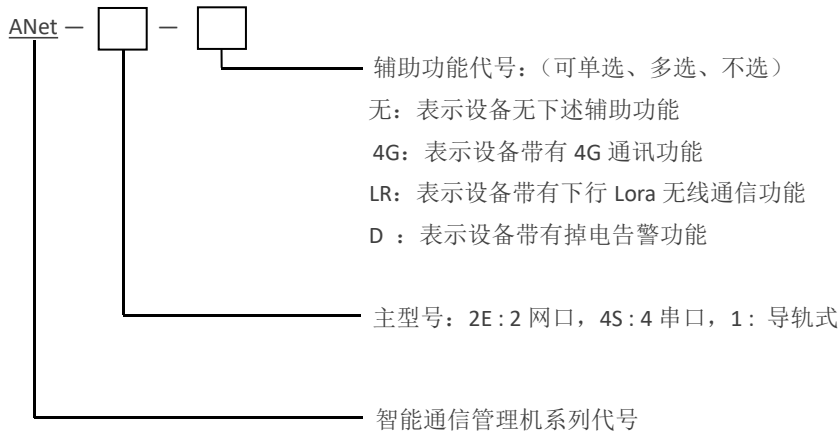 ANet — —
辅助功能代号：（可单选、多选、不选）
无：表示设备无下述辅助功能
4G：表示设备带有 4G 通讯功能
LR：表示设备带有下行 Lora 无线通信功能
D ：表示设备带有掉电告警功能
主型号：2E : 2 网口，4S : 4 串口，1 : 导轨式
智能通信管理机系列代号